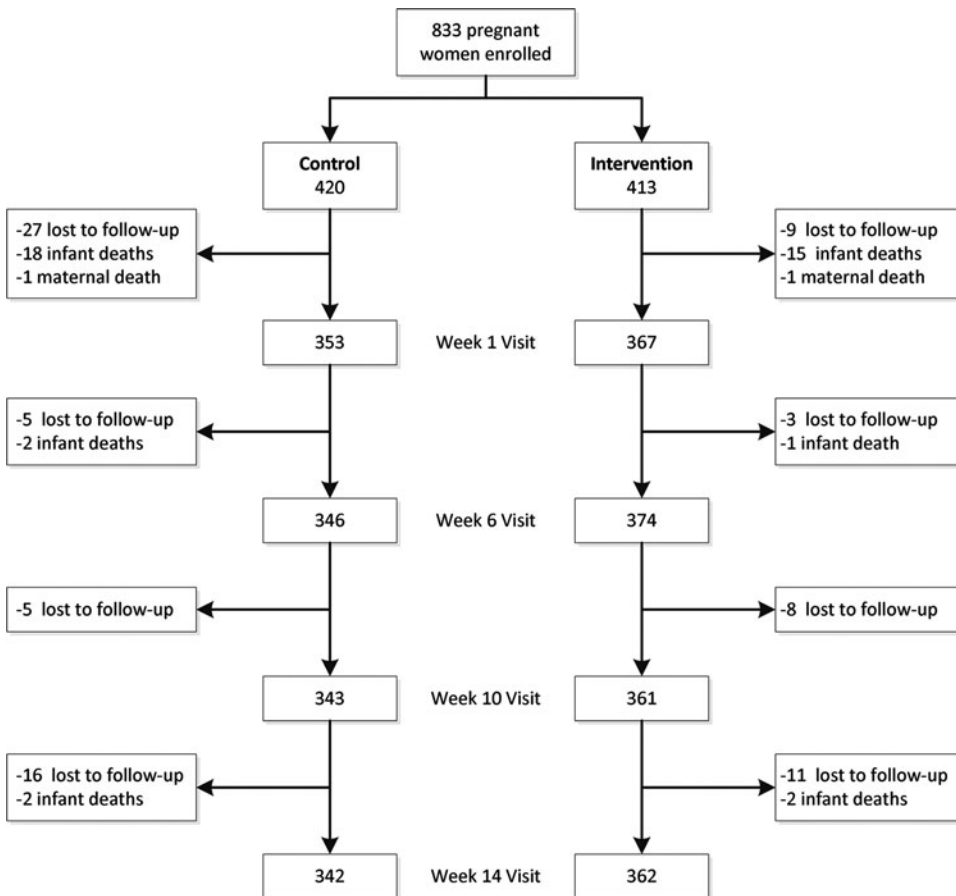 833 pregnant
women enrolled
Control
420
Intervention
413
-27 lost to follow-up
-18 infant deaths
-1 maternal death
-9 lost to follow-up
-15 infant deaths
-1 maternal death
353
Week 1 Visit
367
-5 lost to follow-up
-2 infant deaths
-3 lost to follow-up
-1 infant death
346
Week 6 Visit
374
-5 lost to follow-up
-8 lost to follow-up
343
Week 10 Visit
361
-16 lost to follow-up
-2 infant deaths
-11 lost to follow-up
-2 infant deaths
342
Week 14 Visit
362